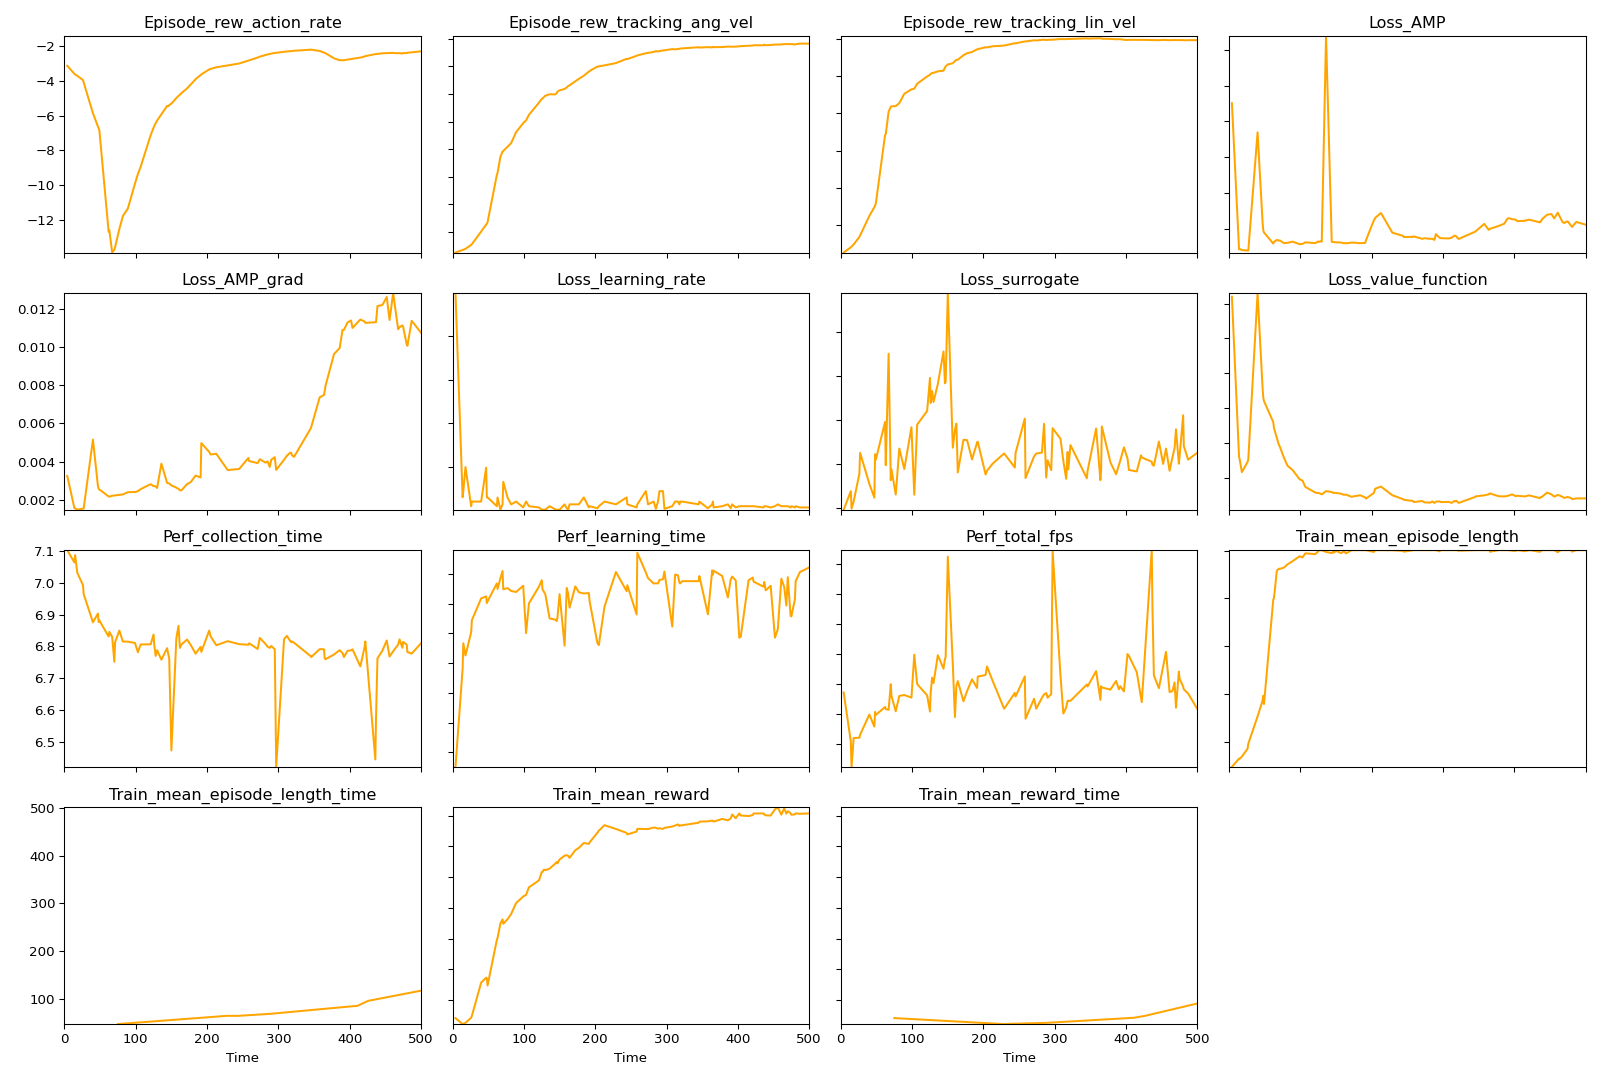 Episode_rew_action_rate
Episode_rew_tracking_ang_vel
Episode_rew_tracking_lin_vel
Loss_AMP
−2
−4
−6
−8
−10
−12
Loss_AMP_grad
Loss_learning_rate
Loss_surrogate
Loss_value_function
0.012
0.010
0.008
0.006
0.004
0.002
Perf_collection_time
Perf_learning_time
Perf_total_fps
Train_mean_episode_length
7.1
7.0
6.9
6.8
6.7
6.6
6.5
Train_mean_episode_length_time
Train_mean_reward
Train_mean_reward_time
500
400
300
200
100
0 100 200 300 400 500
0 100 200 300 400 500
0 100 200 300 400 500
Time
Time
Time